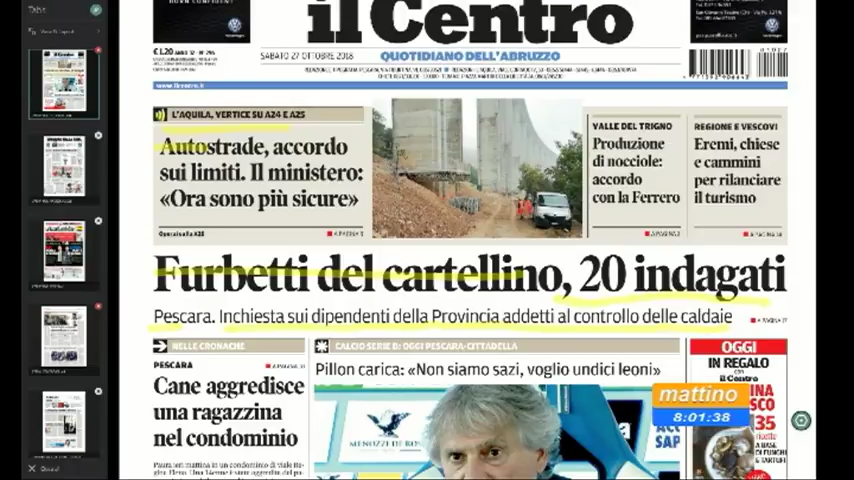 il Centro
€ 1,20
SABATO 27 OTTOBRE 2018
QUOTIDIANO DELL'ABRUZZO
www.ilcentro.it
L'AQUILA, VERTICE SU A24 E A25
Autostrade, accordo
sui limiti. Il ministero:
«Ora sono più sicure»
VALLE DEL TRIGNO
Produzione
di nocciole:
accordo
con la Ferrero
REGIONE E VESCOVI
Eremi, chiese
e cammini
per rilanciare
il turismo
Furbetti del cartellino, 20 indagati
Pescara. Inchiesta sui dipendenti della Provincia addetti al controllo delle caldaie
NELLE CRONACHE
PESCARA
Cane aggredisce
una ragazzina
nel condominio
CALCIO SERIE B: OGGI PESCARA-CITTADELLA
Pillon carica: «Non siamo sazi, voglio undici leoni»
OGGI
IN REGALO
con
il Centro
35
mattino
8:01:38